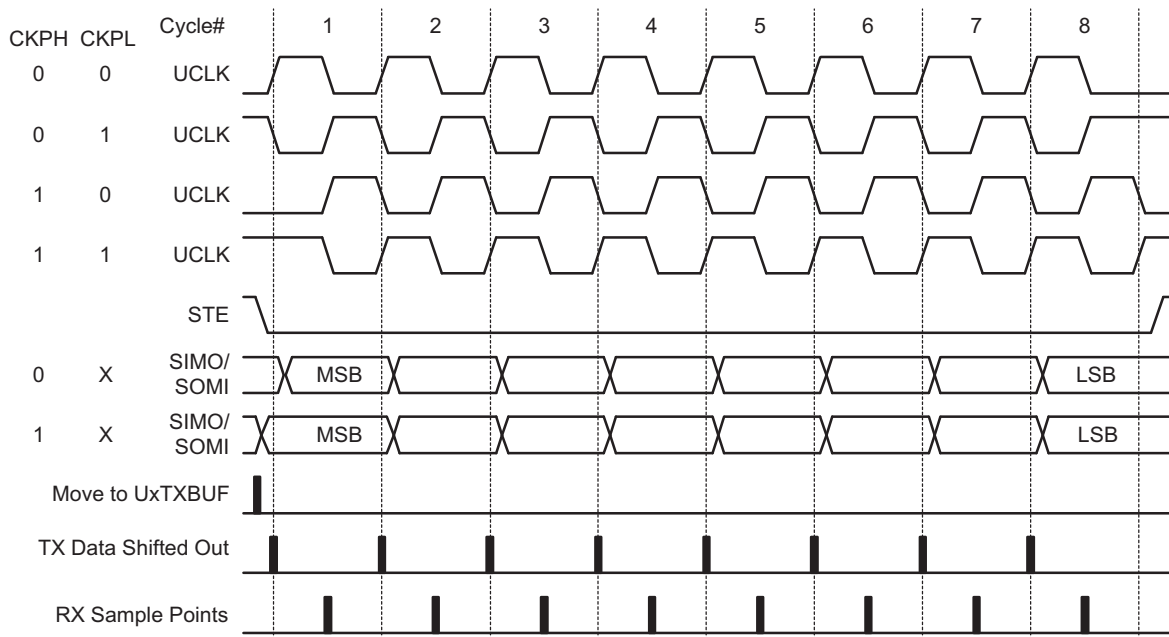 Cycle# 1 2 3 4 5 6 7 8
CKPH CKPL
0 0 UCLK
0 1 UCLK
1 0 UCLK
1 1 UCLK
STE
0 X SIMO/
SOMI MSB LSB
1 X SIMO/
SOMI MSB LSB
Move to UxTXBUF
TX Data Shifted Out
RX Sample Points